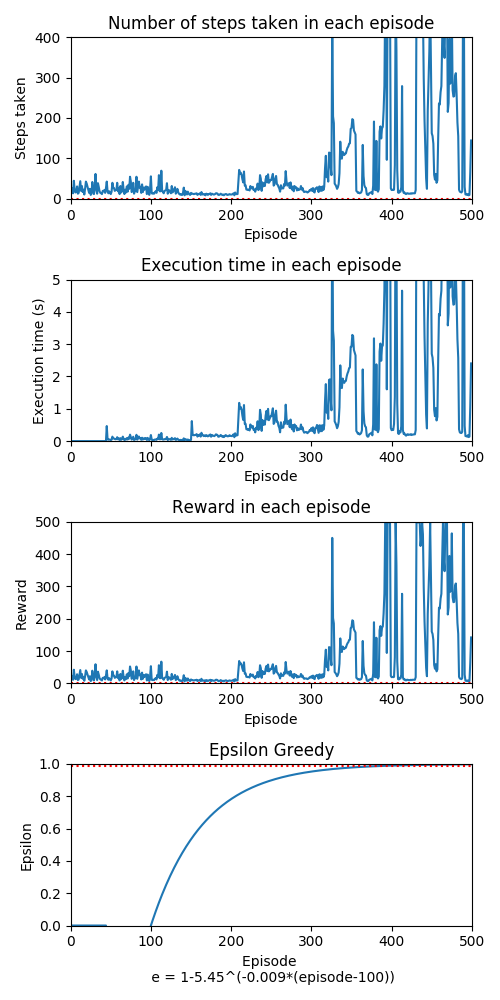 Number of steps taken in each episode
400
300
200
100
0
Steps taken
0 100 200 300 400 500
Episode
Execution time in each episode
5
4
3
2
1
0
Execution time (s)
0 100 200 300 400 500
Episode
Reward in each episode
500
400
300
200
100
0
Reward
0 100 200 300 400 500
Episode
Epsilon Greedy
1.0
0.8
0.6
0.4
0.2
0.0
Epsilon
0 100 200 300 400 500
Episode
e = 1-5.45^(-0.009*(episode-100))